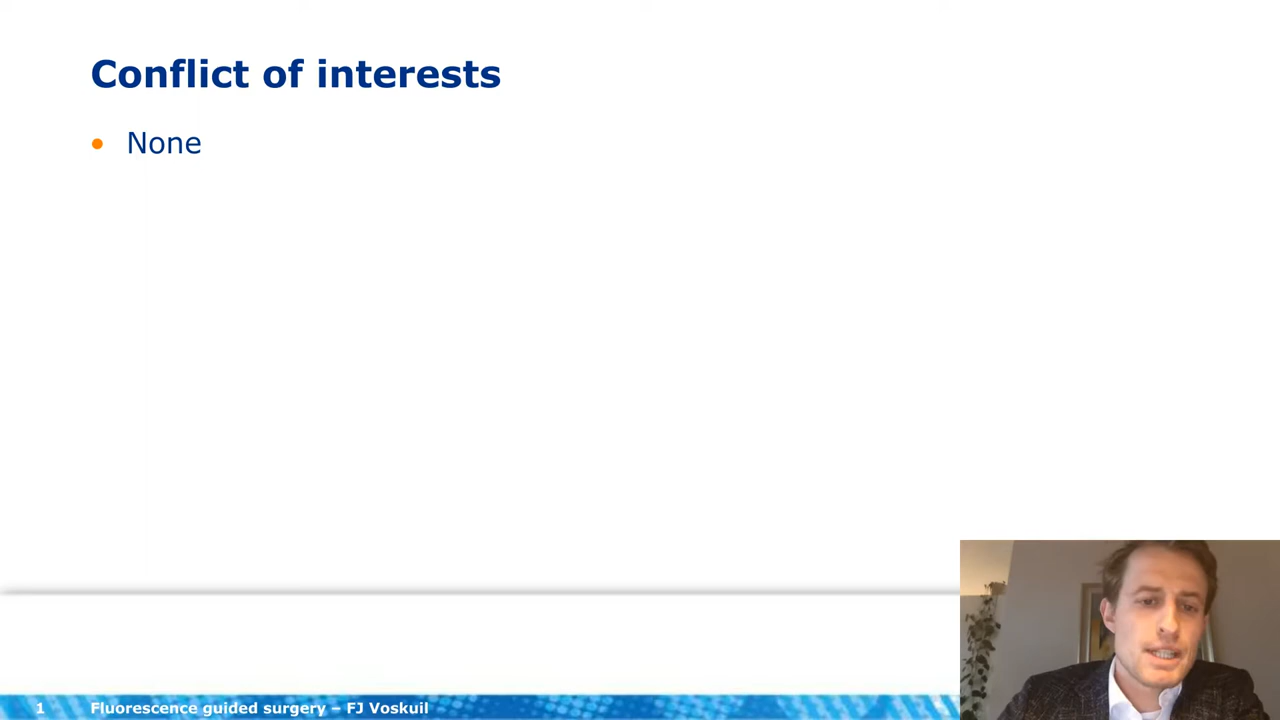 Conflict of interests
• None
1 Fluorescence guided surgery – FJ Voskuil